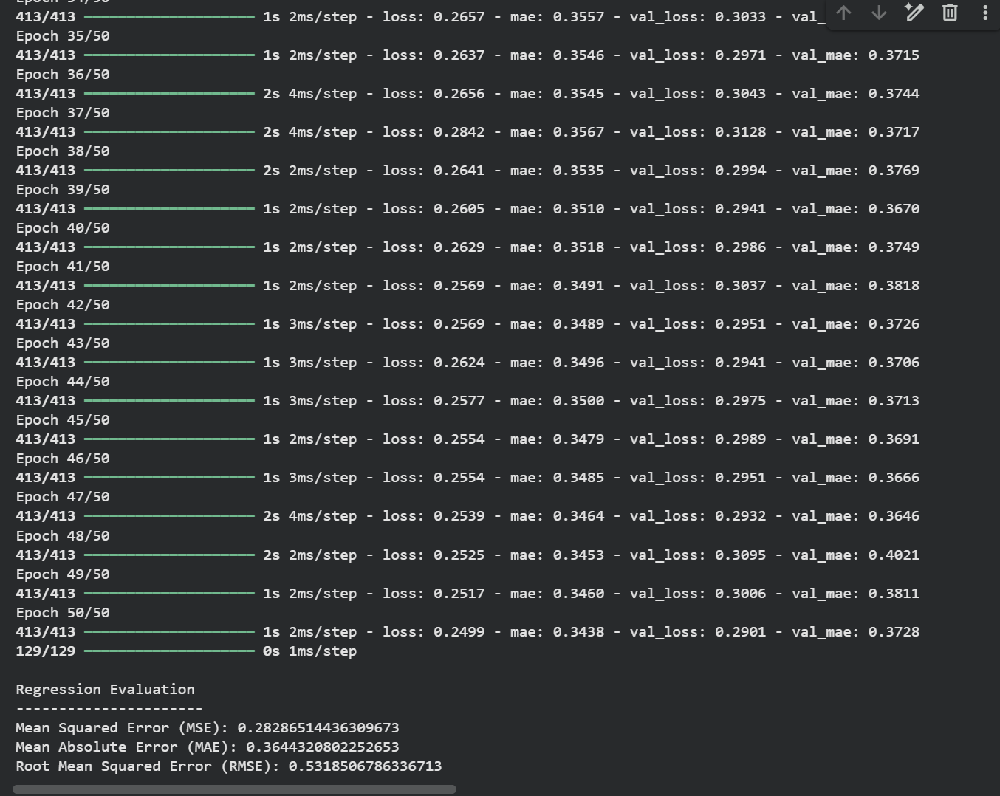 413/413 ━━━━━━━━━━━━━━━━━━━━ 1s 2ms/step - loss: 0.2657 - mae: 0.3557 - val_loss: 0.3033 - val_
Epoch 35/50
413/413 ━━━━━━━━━━━━━━━━━━━━ 1s 2ms/step - loss: 0.2637 - mae: 0.3546 - val_loss: 0.2971 - val_mae: 0.3715
Epoch 36/50
413/413 ━━━━━━━━━━━━━━━━━━━━ 2s 4ms/step - loss: 0.2656 - mae: 0.3545 - val_loss: 0.3043 - val_mae: 0.3744
Epoch 37/50
413/413 ━━━━━━━━━━━━━━━━━━━━ 2s 4ms/step - loss: 0.2842 - mae: 0.3567 - val_loss: 0.3128 - val_mae: 0.3717
Epoch 38/50
413/413 ━━━━━━━━━━━━━━━━━━━━ 2s 2ms/step - loss: 0.2641 - mae: 0.3535 - val_loss: 0.2994 - val_mae: 0.3769
Epoch 39/50
413/413 ━━━━━━━━━━━━━━━━━━━━ 1s 2ms/step - loss: 0.2605 - mae: 0.3510 - val_loss: 0.2941 - val_mae: 0.3670
Epoch 40/50
413/413 ━━━━━━━━━━━━━━━━━━━━ 1s 2ms/step - loss: 0.2629 - mae: 0.3518 - val_loss: 0.2986 - val_mae: 0.3749
Epoch 41/50
413/413 ━━━━━━━━━━━━━━━━━━━━ 1s 2ms/step - loss: 0.2569 - mae: 0.3491 - val_loss: 0.3037 - val_mae: 0.3818
Epoch 42/50
413/413 ━━━━━━━━━━━━━━━━━━━━ 1s 3ms/step - loss: 0.2569 - mae: 0.3489 - val_loss: 0.2951 - val_mae: 0.3726
Epoch 43/50
413/413 ━━━━━━━━━━━━━━━━━━━━ 1s 3ms/step - loss: 0.2624 - mae: 0.3496 - val_loss: 0.2941 - val_mae: 0.3706
Epoch 44/50
413/413 ━━━━━━━━━━━━━━━━━━━━ 1s 3ms/step - loss: 0.2577 - mae: 0.3500 - val_loss: 0.2975 - val_mae: 0.3713
Epoch 45/50
413/413 ━━━━━━━━━━━━━━━━━━━━ 1s 2ms/step - loss: 0.2554 - mae: 0.3479 - val_loss: 0.2989 - val_mae: 0.3691
Epoch 46/50
413/413 ━━━━━━━━━━━━━━━━━━━━ 1s 3ms/step - loss: 0.2554 - mae: 0.3485 - val_loss: 0.2951 - val_mae: 0.3666
Epoch 47/50
413/413 ━━━━━━━━━━━━━━━━━━━━ 2s 4ms/step - loss: 0.2539 - mae: 0.3464 - val_loss: 0.2932 - val_mae: 0.3646
Epoch 48/50
413/413 ━━━━━━━━━━━━━━━━━━━━ 2s 2ms/step - loss: 0.2525 - mae: 0.3453 - val_loss: 0.3095 - val_mae: 0.4021
Epoch 49/50
413/413 ━━━━━━━━━━━━━━━━━━━━ 1s 2ms/step - loss: 0.2517 - mae: 0.3460 - val_loss: 0.3006 - val_mae: 0.3811
Epoch 50/50
413/413 ━━━━━━━━━━━━━━━━━━━━ 1s 2ms/step - loss: 0.2499 - mae: 0.3438 - val_loss: 0.2901 - val_mae: 0.3728
129/129 ━━━━━━━━━━━━━━━━━━━━ 0s 1ms/step
Regression Evaluation
----------------------
Mean Squared Error (MSE): 0.28286514436309673
Mean Absolute Error (MAE): 0.3644320802252653
Root Mean Squared Error (RMSE): 0.5318506786336713